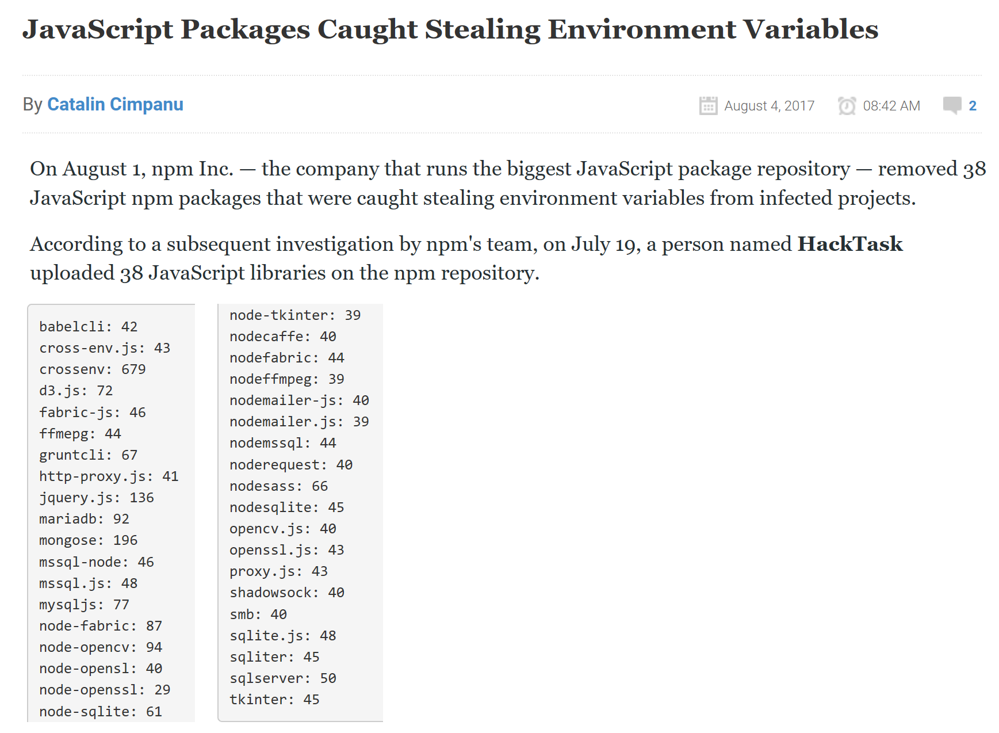 JavaScript Packages Caught Stealing Environment Variables
By Catalin Cimpanu
August 4, 2017
08:42 AM
2
On August 1, npm Inc. — the company that runs the biggest JavaScript package repository — removed 38
JavaScript npm packages that were caught stealing environment variables from infected projects.
According to a subsequent investigation by npm's team, on July 19, a person named HackTask
uploaded 38 JavaScript libraries on the npm repository.
babelcli: 42
cross-env.js: 43
crossenv: 679
d3.js: 72
fabric-js: 46
ffmepg: 44
gruntcli: 67
http-proxy.js: 41
jquery.js: 136
mariadb: 92
mongose: 196
mssql-node: 46
mssql.js: 48
mysqljs: 77
node-fabric: 87
node-opencv: 94
node-opensl: 40
node-openssl: 29
node-sqlite: 61
node-tkinter: 39
nodecaffe: 40
nodefabric: 44
nodeffmpeg: 39
nodemailer-js: 40
nodemailer.js: 39
nodemssql: 44
noderequest: 40
nodesass: 66
nodesqlite: 45
opencv.js: 40
openssl.js: 43
proxy.js: 43
shadowsock: 40
smb: 40
sqlite.js: 48
sqliter: 45
sqlserver: 50
tkinter: 45